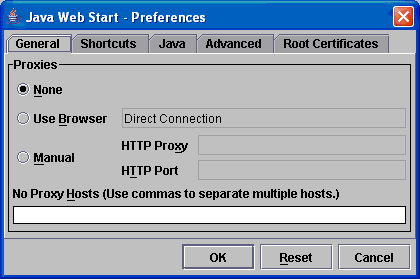 Java Web Start - Preferences
General Shortcuts Java Advanced Root Certificates
Proxies
None
Use Browser Direct Connection
Manual HTTP Proxy
HTTP Port
No Proxy Hosts (Use commas to separate multiple hosts.)
OK Reset Cancel